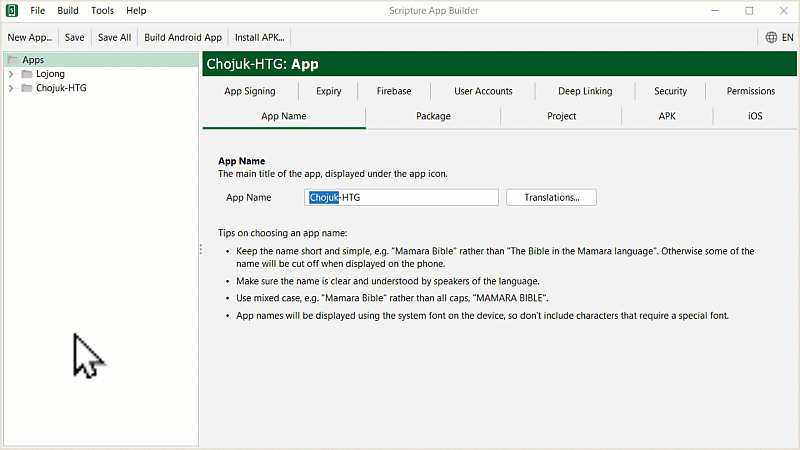 File Build Tools Help Scripture App Builder
New App... Save Save All Build Android App Install APK... EN
Apps
Lojong
Chojuk-HTG
Chojuk-HTG: App
App Signing Expiry Firebase User Accounts Deep Linking Security Permissions
App Name Package Project APK iOS
App Name
The main title of the app, displayed under the app icon.
App Name Chojuk-HTG Translations...
Tips on choosing an app name:
• Keep the name short and simple, e.g. "Mamara Bible" rather than "The Bible in the Mamara language". Otherwise some of the
name will be cut off when displayed on the phone.
• Make sure the name is clear and understood by speakers of the language.
• Use mixed case, e.g. "Mamara Bible" rather than all caps, "MAMARA BIBLE".
• App names will be displayed using the system font on the device, so don't include characters that require a special font.